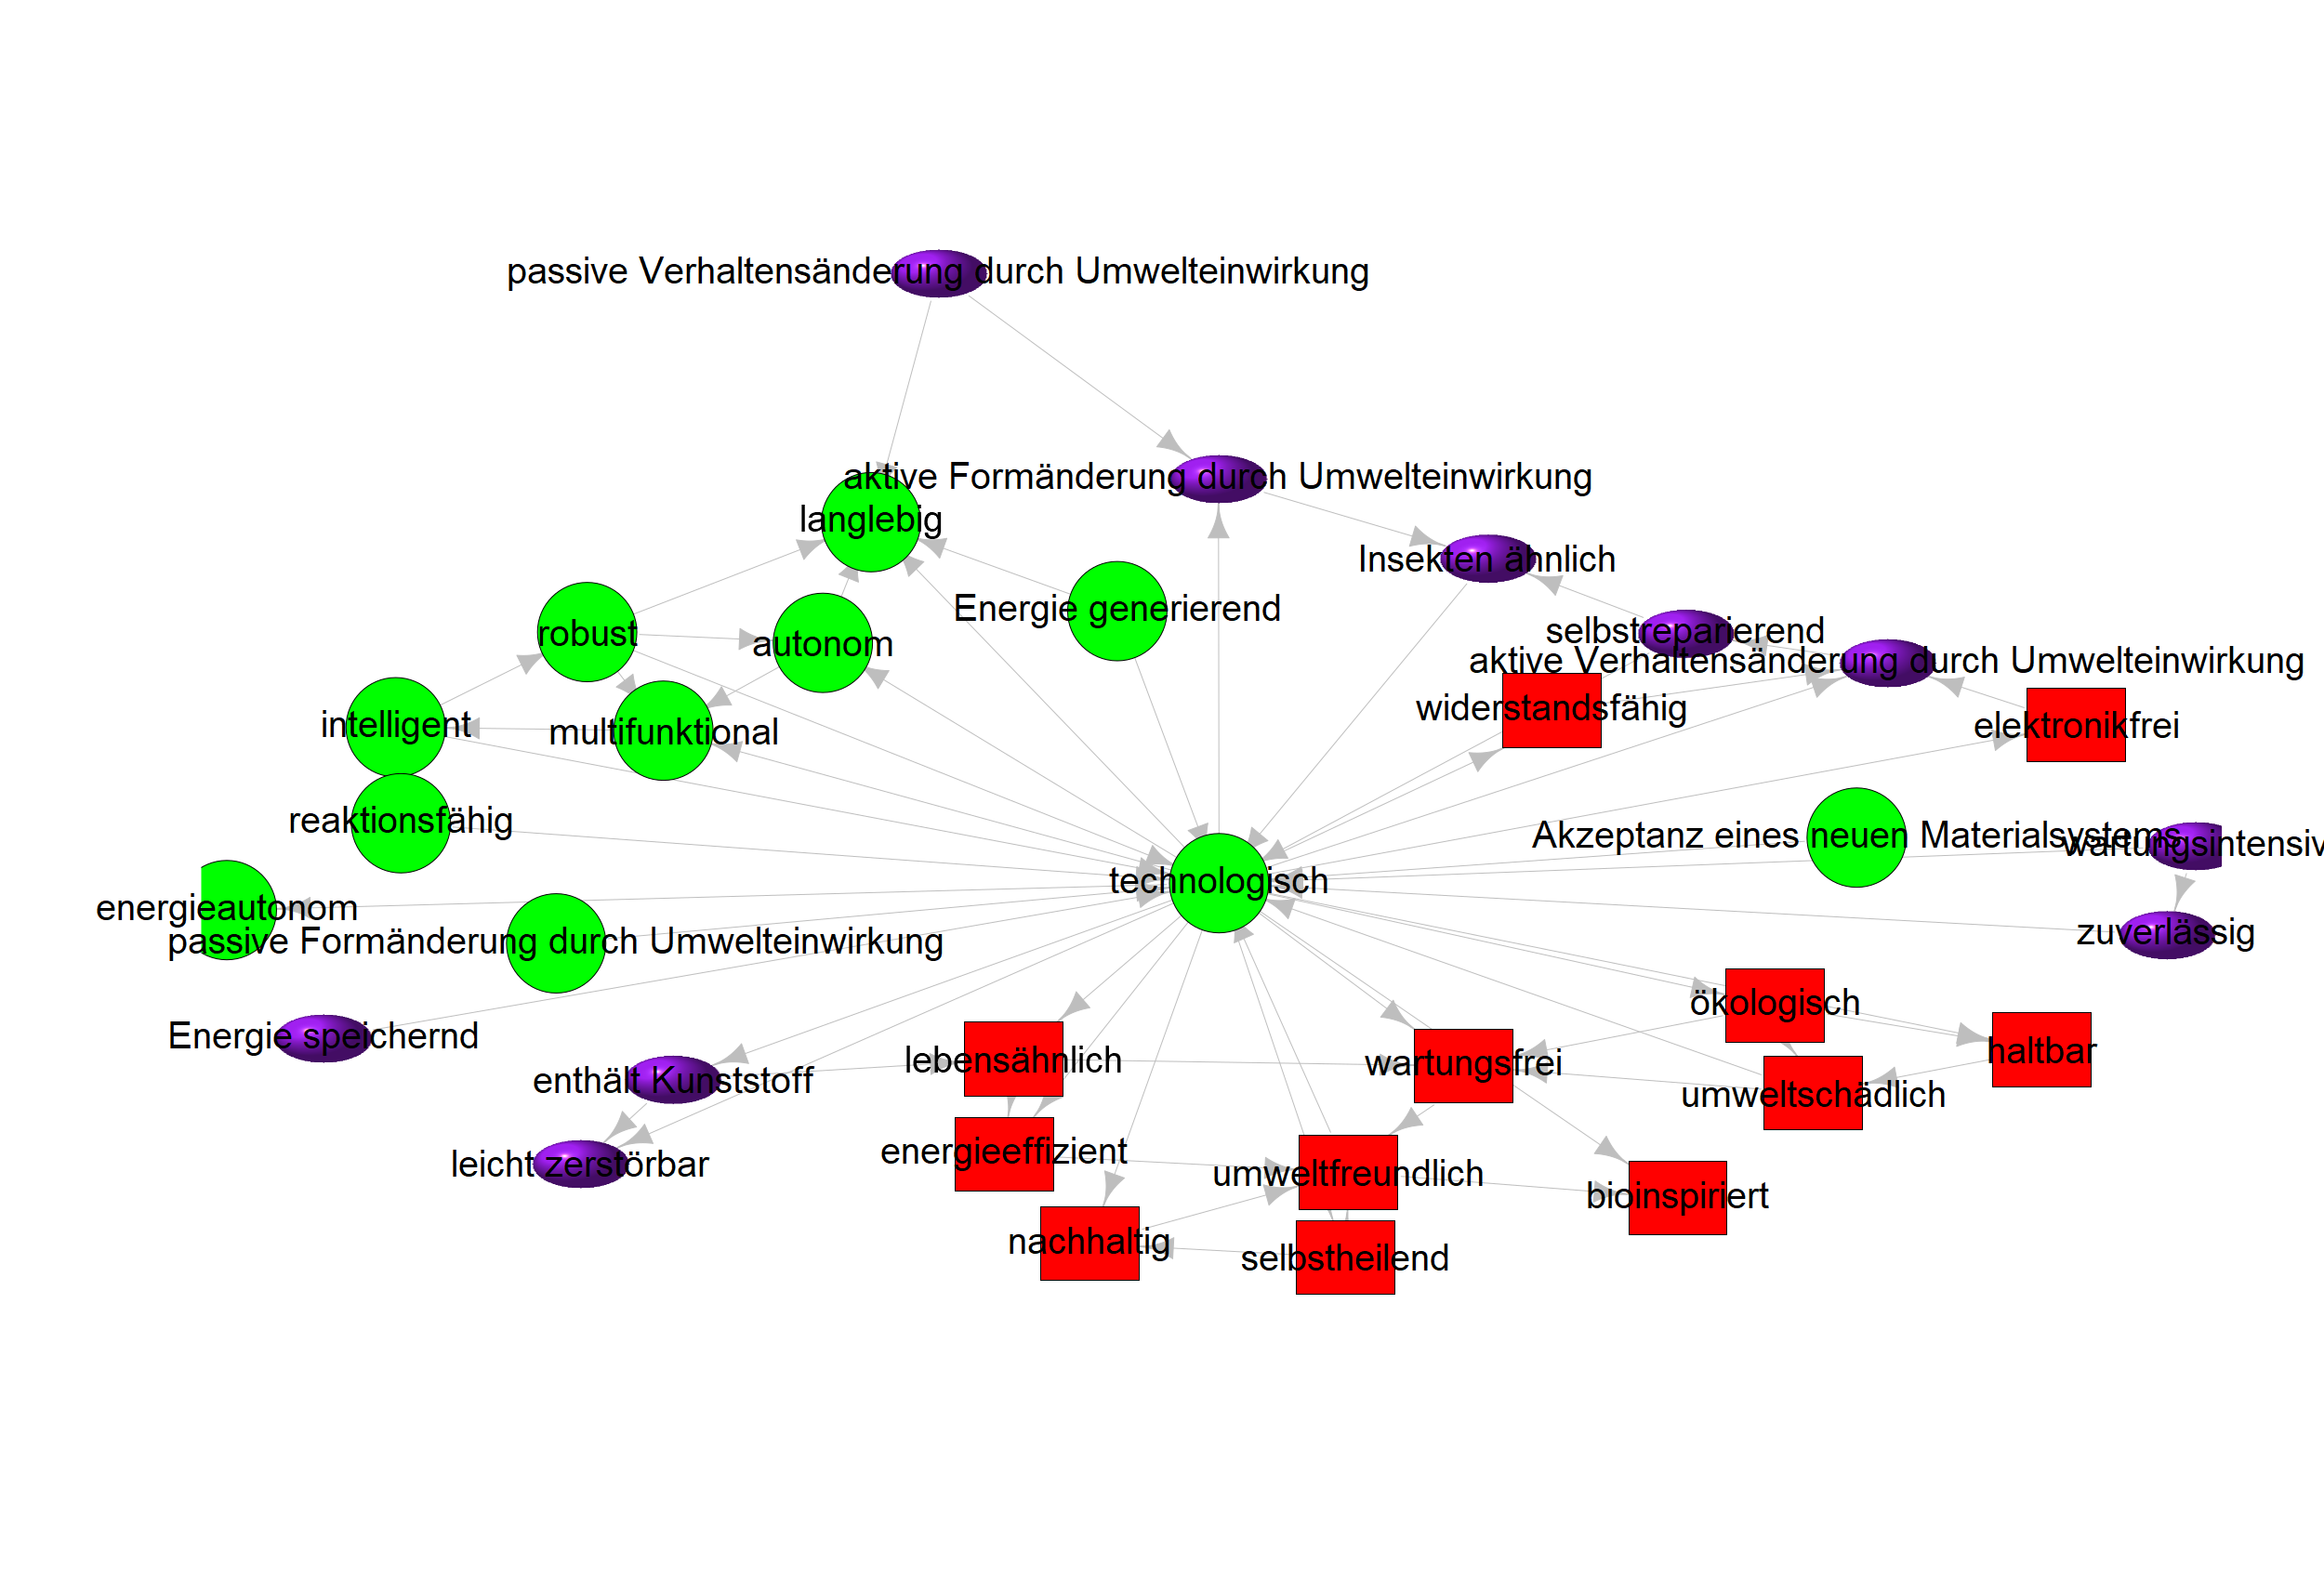 passive Verhaltensänderung durch Umwelteinwirkung
aktive Formänderung durch Umwelteinwirkung
langlebig
Insekten ähnlich
Energie generierend
robust
autonom
selbstreparierend
aktive Verhaltensänderung durch Umwelteinwirkung
widerstandsfähig
intelligent
multifunktional
elektronikfrei
reaktionsfähig
Akzeptanz eines neuen Materialsystems
wartungsintensiv
technologisch
energieautonom
passive Formänderung durch Umwelteinwirkung
zuverlässig
ökologisch
Energie speichernd
enthält Kunststoff
lebensähnlich
wartungsfrei
haltbar
umweltschädlich
leicht zerstörbar
energieeffizient
umweltfreundlich
bioinspiriert
nachhaltig
selbstheilend